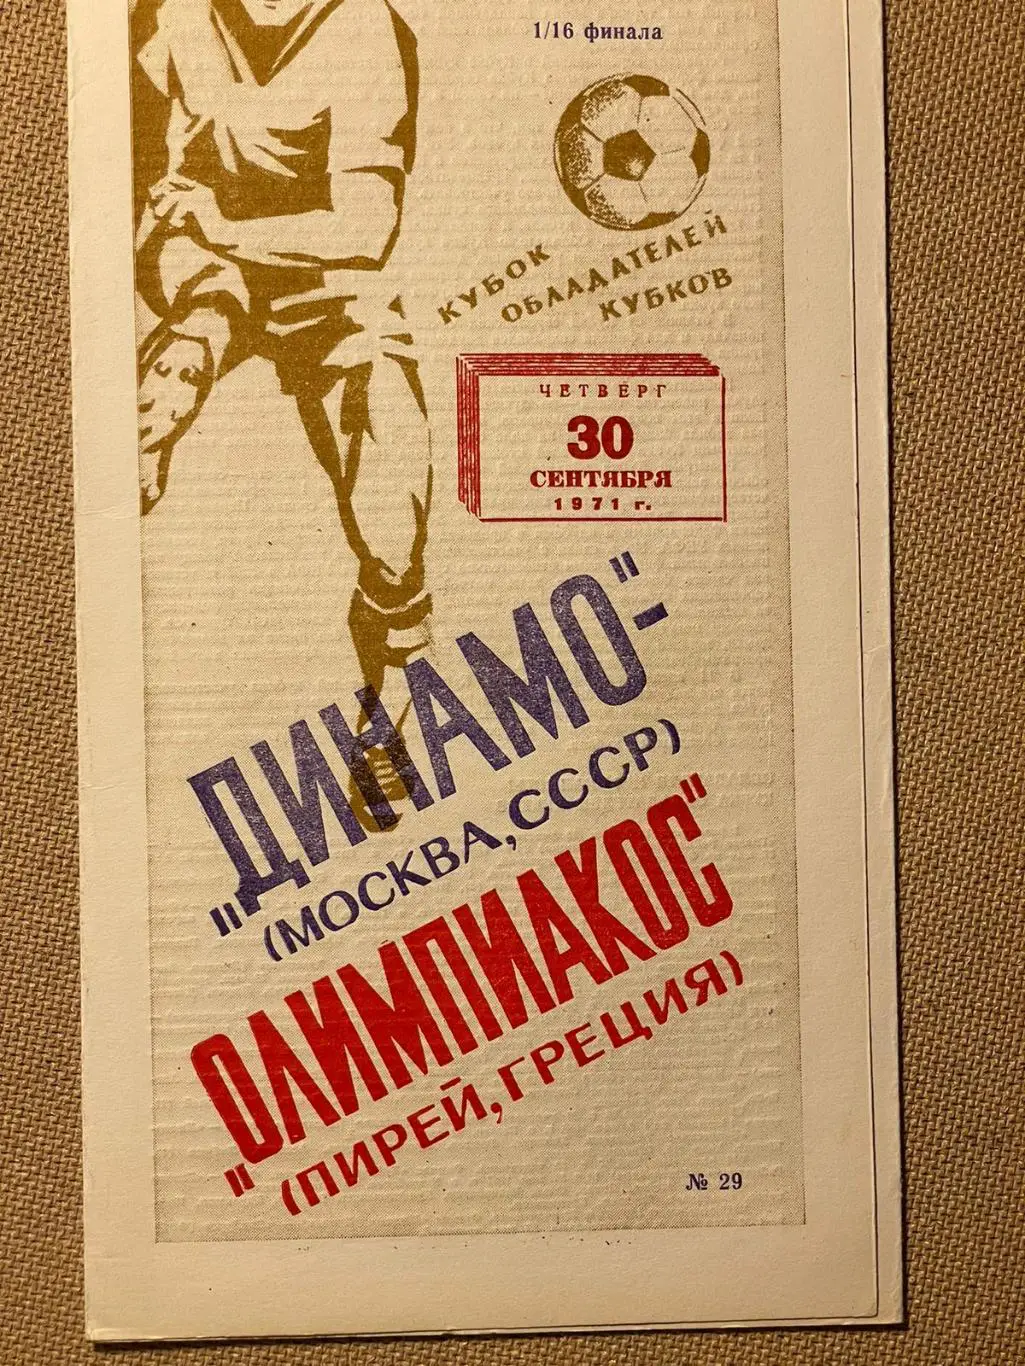 1/16 финала
КУБОК
ОБЛАДАТЕЛЕЙ
КУБКОВ
ЧЕТВЕРГ
30
СЕНТЯБРЯ
1971 г.
"ДИНАМО"-
(МОСКВА, СССР)
"ОЛИМПИАКОС"
(ПИРЕЙ, ГРЕЦИЯ)
№ 29